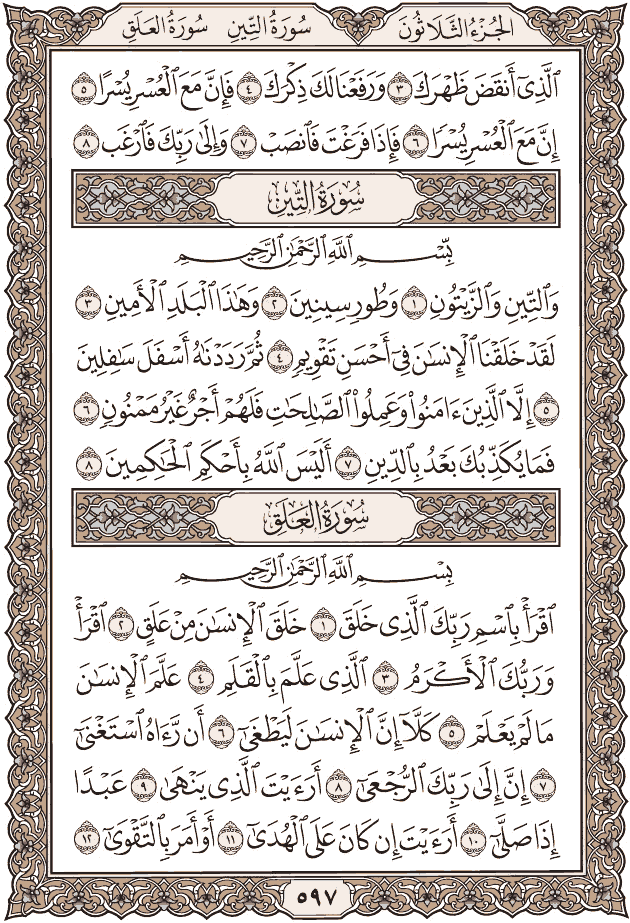 الجُزْءُ الثَّلَاثُونَ سُورَةُ التِّينِ سُورَةُ العَلَقِ
ٱلَّذِيٓ أَنقَضَ ظَهۡرَكَ ٣ وَرَفَعۡنَا لَكَ ذِكۡرَكَ ٤ فَإِنَّ مَعَ ٱلۡعُسۡرِ يُسۡرًا ٥
إِنَّ مَعَ ٱلۡعُسۡرِ يُسۡرٗا ٦ فَإِذَا فَرَغۡتَ فَٱنصَبۡ ٧ وَإِلَىٰ رَبِّكَ فَٱرۡغَب ٨
سُورَةُ التِّينِ
بِسۡمِ ٱللَّهِ ٱلرَّحۡمَٰنِ ٱلرَّحِيمِ
وَٱلتِّينِ وَٱلزَّيۡتُونِ ١ وَطُورِ سِينِينَ ٢ وَهَٰذَا ٱلۡبَلَدِ ٱلۡأَمِينِ ٣
لَقَدۡ خَلَقۡنَا ٱلۡإِنسَٰنَ فِيٓ أَحۡسَنِ تَقۡوِيمٖ ٤ ثُمَّ رَدَدۡنَٰهُ أَسۡفَلَ سَٰفِلِينَ
٥ إِلَّا ٱلَّذِينَ ءَامَنُواْ وَعَمِلُواْ ٱلصَّٰلِحَٰتِ فَلَهُمۡ أَجۡرٌ غَيۡرُ مَمۡنُونٖ ٦
فَمَا يُكَذِّبُكَ بَعۡدُ بِٱلدِّينِ ٧ أَلَيۡسَ ٱللَّهُ بِأَحۡكَمِ ٱلۡحَٰكِمِينَ ٨
سُورَةُ العَلَقِ
بِسۡمِ ٱللَّهِ ٱلرَّحۡمَٰنِ ٱلرَّحِيمِ
ٱقۡرَأۡ بِٱسۡمِ رَبِّكَ ٱلَّذِي خَلَقَ ١ خَلَقَ ٱلۡإِنسَٰنَ مِنۡ عَلَقٍ ٢ ٱقۡرَأۡ
وَرَبُّكَ ٱلۡأَكۡرَمُ ٣ ٱلَّذِي عَلَّمَ بِٱلۡقَلَمِ ٤ عَلَّمَ ٱلۡإِنسَٰنَ
مَا لَمۡ يَعۡلَمۡ ٥ كَلَّآ إِنَّ ٱلۡإِنسَٰنَ لَيَطۡغَىٰٓ ٦ أَن رَّءَاهُ ٱسۡتَغۡنَىٰٓ
٧ إِنَّ إِلَىٰ رَبِّكَ ٱلرُّجۡعَىٰٓ ٨ أَرَءَيۡتَ ٱلَّذِي يَنۡهَىٰ ٩ عَبۡدًا
إِذَا صَلَّىٰٓ ١٠ أَرَءَيۡتَ إِن كَانَ عَلَى ٱلۡهُدَىٰٓ ١١ أَوۡ أَمَرَ بِٱلتَّقۡوَىٰٓ ١٢
٥٩٧